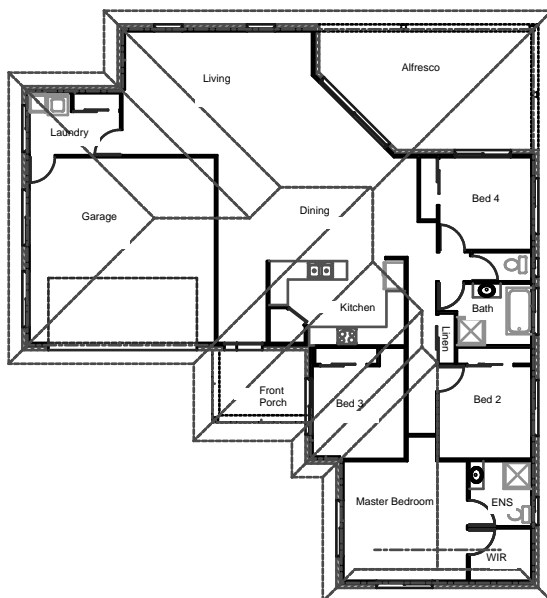 Living
Alfresco
Laundry
Bed 4
Garage
Dining
Kitchen
Bath
Linen
Front
Porch
Bed 3
Bed 2
Master Bedroom
ENS
WIR